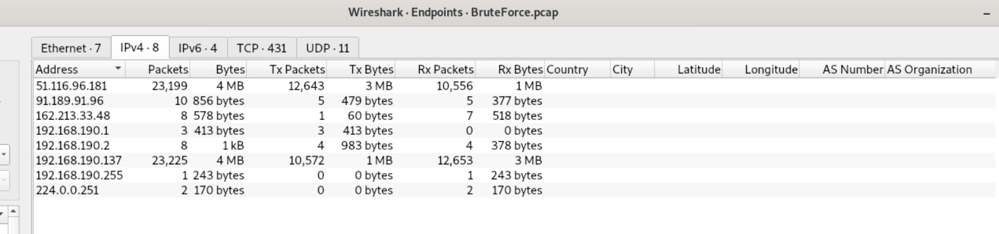 Wireshark · Endpoints · BruteForce.pcap
Ethernet · 7 IPv4 · 8 IPv6 · 4 TCP · 431 UDP · 11
Address Packets Bytes Tx Packets Tx Bytes Rx Packets Rx Bytes Country City Latitude Longitude AS Number AS Organization
51.116.96.181 23,199 4 MB 12,643 3 MB 10,556 1 MB
91.189.91.96 10 856 bytes 5 479 bytes 5 377 bytes
162.213.33.48 8 578 bytes 1 60 bytes 7 518 bytes
192.168.190.1 3 413 bytes 3 413 bytes 0 0 bytes
192.168.190.2 8 1 kB 4 983 bytes 4 378 bytes
192.168.190.137 23,225 4 MB 10,572 1 MB 12,653 3 MB
192.168.190.255 1 243 bytes 0 0 bytes 1 243 bytes
224.0.0.251 2 170 bytes 0 0 bytes 2 170 bytes